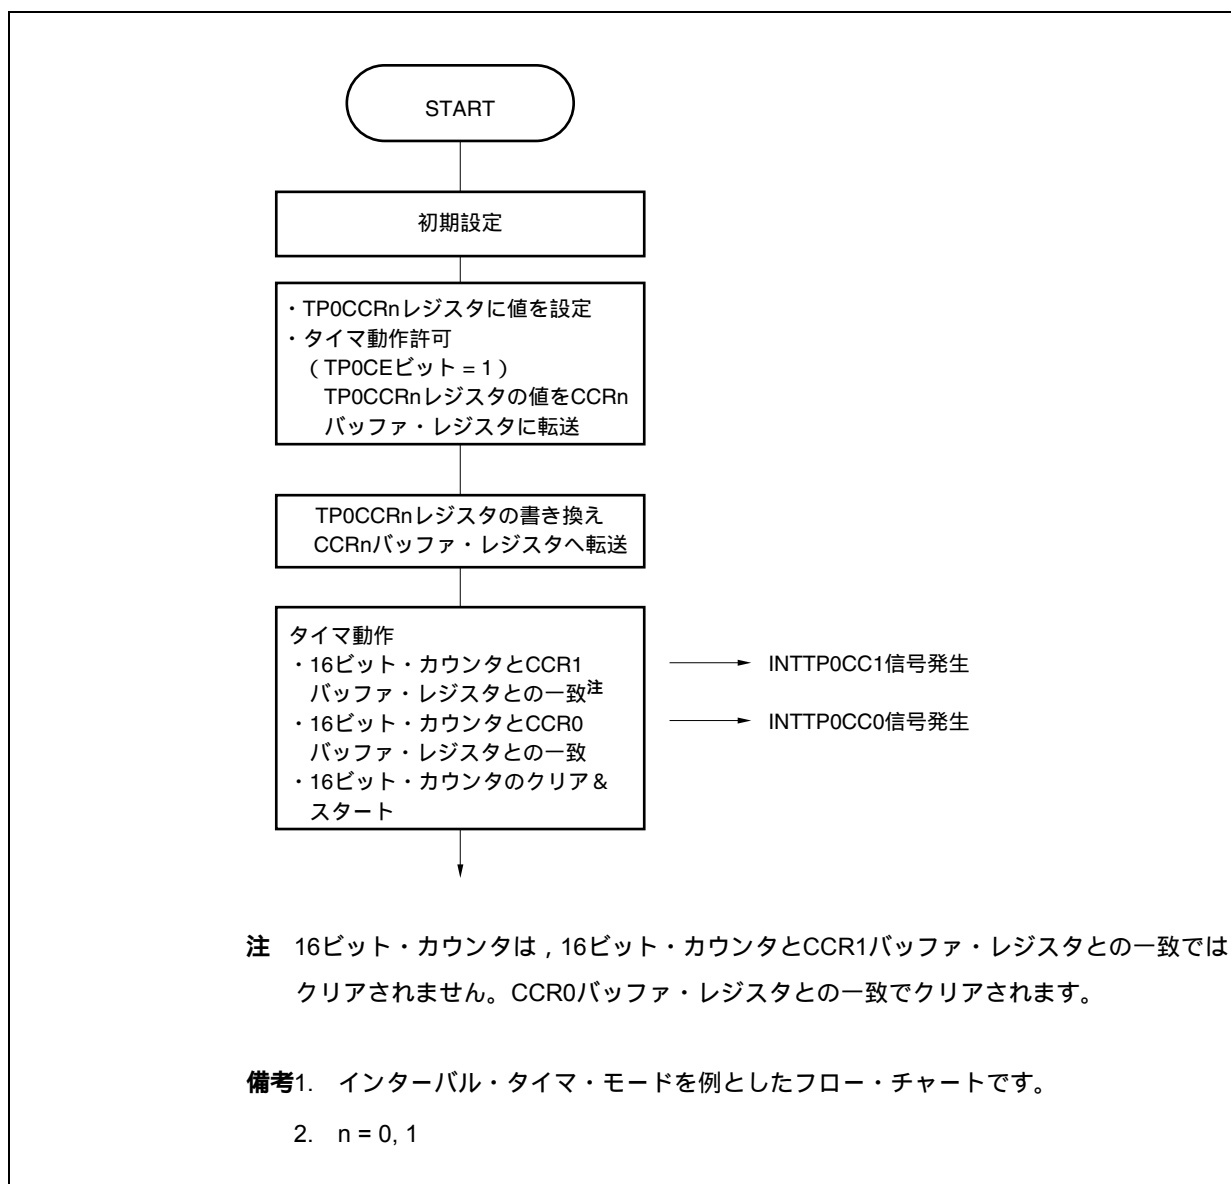 START
初期設定
・TP0CCRnレジスタに値を設定
・タイマ動作許可
（TP0CEビット = 1）
TP0CCRnレジスタの値をCCRn
バッファ・レジスタに転送
TP0CCRnレジスタの書き換え
CCRnバッファ・レジスタへ転送
タイマ動作
・16ビット・カウンタとCCR1
バッファ・レジスタとの一致注
・16ビット・カウンタとCCR0
バッファ・レジスタとの一致
・16ビット・カウンタのクリア＆
スタート
INTTP0CC1信号発生
INTTP0CC0信号発生
注 16ビット・カウンタは，16ビット・カウンタとCCR1バッファ・レジスタとの一致では
クリアされません。CCR0バッファ・レジスタとの一致でクリアされます。
備考1. インターバル・タイマ・モードを例としたフロー・チャートです。
2. n = 0, 1